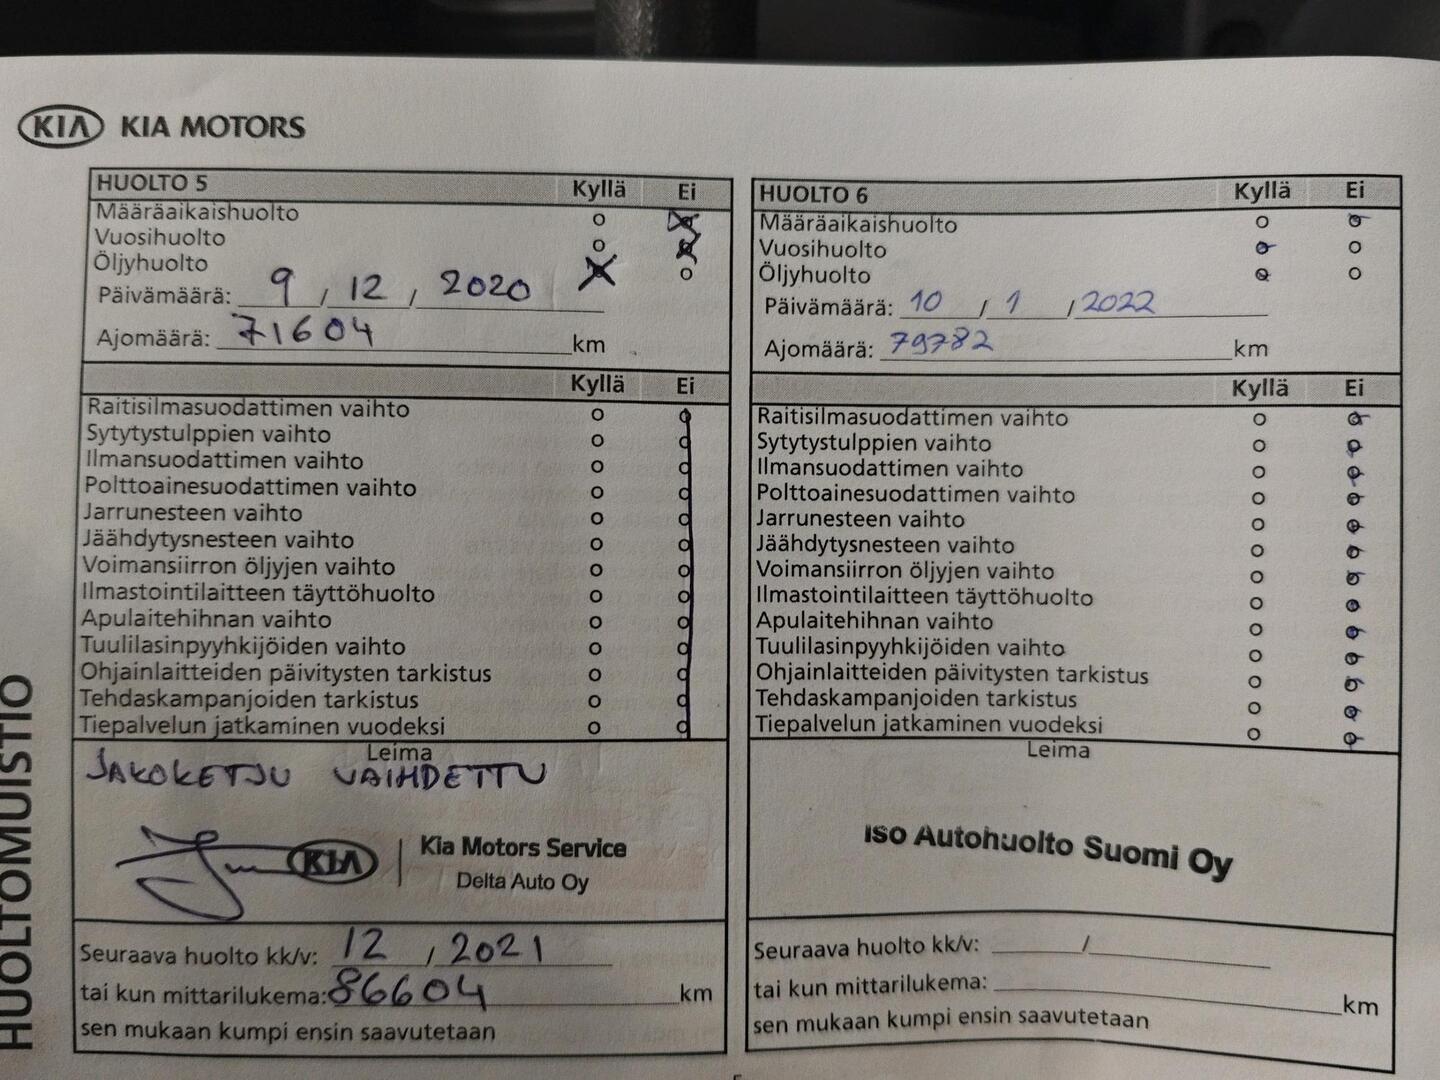 KIA KIA MOTORS
HUOLTO 5 Kyllä Ei
Määräaikaishuolto o o
Vuosihuolto o o
Öljyhuolto o o
Päivämäärä: 9 / 12 / 2020
Ajomäärä: 71604 km
Kyllä Ei
Raitisilmasuodattimen vaihto o o
Sytytystulppien vaihto o o
Ilmansuodattimen vaihto o o
Polttoainesuodattimen vaihto o o
Jarrunesteen vaihto o o
Jäähdytysnesteen vaihto o o
Voimansiirron öljyjen vaihto o o
Ilmastointilaitteen täyttöhuolto o o
Apulaitehihnan vaihto o o
Tuulilasinpyyhkijöiden vaihto o o
Ohjainlaitteiden päivitysten tarkistus o o
Tehdaskampanjoiden tarkistus o o
Tiepalvelun jatkaminen vuodeksi o o
Leima
JAKOKETJU VAIHDETTU
KIA | Kia Motors Service
Delta Auto Oy
Seuraava huolto kk/v: 12 / 2021
tai kun mittarilukema: 86604 km
sen mukaan kumpi ensin saavutetaan
HUOLTO 6 Kyllä Ei
Määräaikaishuolto o o
Vuosihuolto o o
Öljyhuolto o o
Päivämäärä: 10 / 1 / 2022
Ajomäärä: 79782 km
Kyllä Ei
Raitisilmasuodattimen vaihto o o
Sytytystulppien vaihto o o
Ilmansuodattimen vaihto o o
Polttoainesuodattimen vaihto o o
Jarrunesteen vaihto o o
Jäähdytysnesteen vaihto o o
Voimansiirron öljyjen vaihto o o
Ilmastointilaitteen täyttöhuolto o o
Apulaitehihnan vaihto o o
Tuulilasinpyyhkijöiden vaihto o o
Ohjainlaitteiden päivitysten tarkistus o o
Tehdaskampanjoiden tarkistus o o
Tiepalvelun jatkaminen vuodeksi o o
Leima
Iso Autohuolto Suomi Oy
Seuraava huolto kk/v: /
tai kun mittarilukema: km
sen mukaan kumpi ensin saavutetaan
HUOLTOMUISTIO